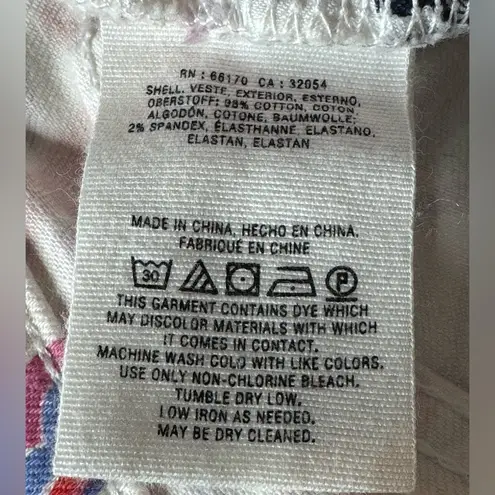 RN : 66170 CA : 32054
SHELL, VESTE, EXTERIOR, ESTERNO,
OBERSTOFF: 98% COTTON, COTON
ALGODÓN, COTONE, BAUMWOLLE;
2% SPANDEX, ÉLASTHANNE, ELASTANO,
ELASTAN, ELASTAN
MADE IN CHINA, HECHO EN CHINA,
FABRIQUÉ EN CHINE
30 P
THIS GARMENT CONTAINS DYE WHICH
MAY DISCOLOR MATERIALS WITH WHICH
IT COMES IN CONTACT.
MACHINE WASH COLD WITH LIKE COLORS.
USE ONLY NON-CHLORINE BLEACH.
TUMBLE DRY LOW.
LOW IRON AS NEEDED.
MAY BE DRY CLEANED.